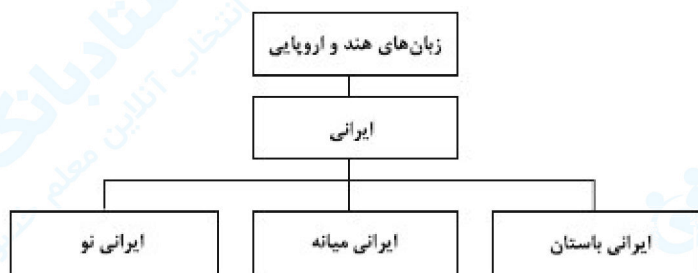 زبان‌های هند و اروپایی
ایرانی
ایرانی باستان
ایرانی میانه
ایرانی نو